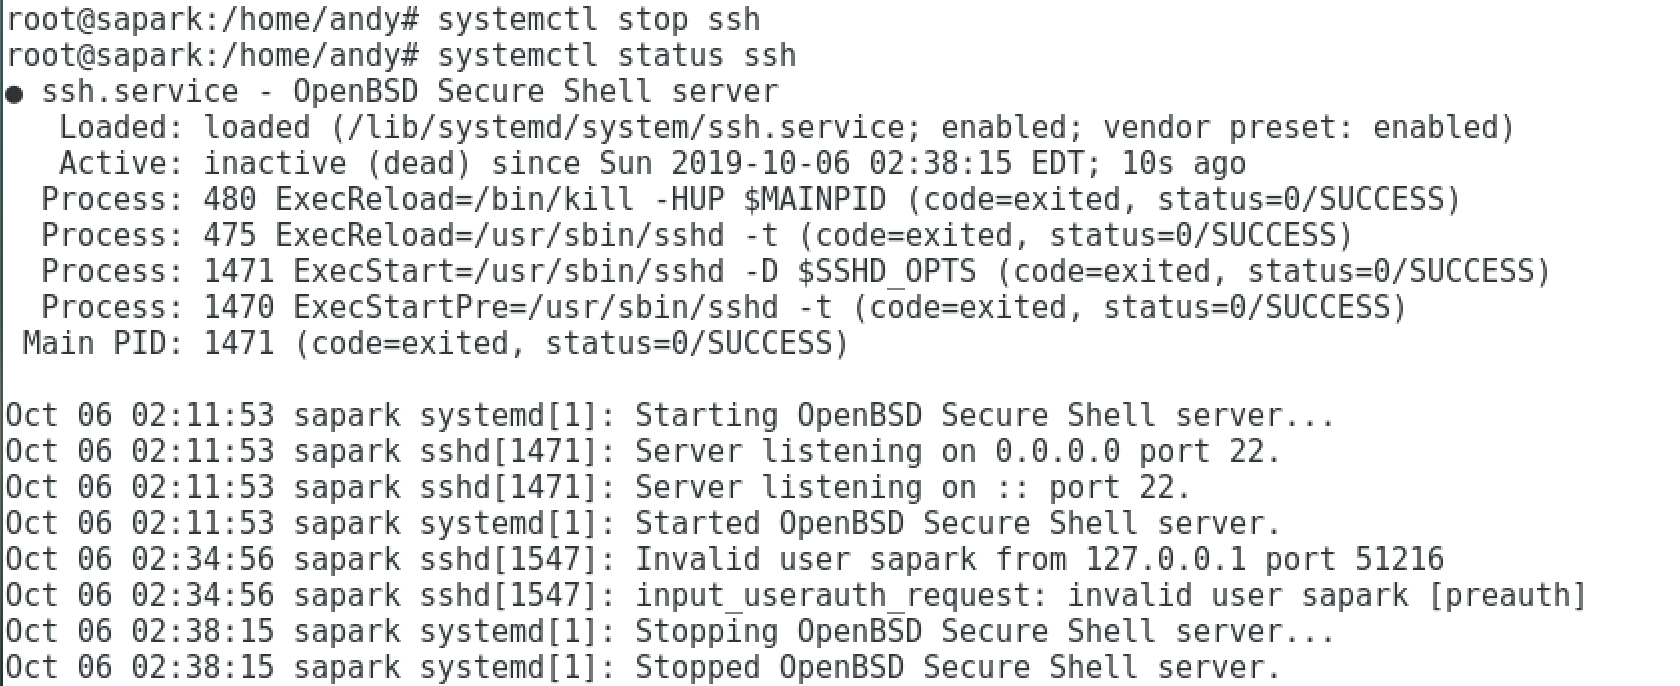 root@sapark:/home/andy# systemctl stop ssh
root@sapark:/home/andy# systemctl status ssh
● ssh.service - OpenBSD Secure Shell server
   Loaded: loaded (/lib/systemd/system/ssh.service; enabled; vendor preset: enabled)
   Active: inactive (dead) since Sun 2019-10-06 02:38:15 EDT; 10s ago
  Process: 480 ExecReload=/bin/kill -HUP $MAINPID (code=exited, status=0/SUCCESS)
  Process: 475 ExecReload=/usr/sbin/sshd -t (code=exited, status=0/SUCCESS)
  Process: 1471 ExecStart=/usr/sbin/sshd -D $SSHD_OPTS (code=exited, status=0/SUCCESS)
  Process: 1470 ExecStartPre=/usr/sbin/sshd -t (code=exited, status=0/SUCCESS)
 Main PID: 1471 (code=exited, status=0/SUCCESS)

Oct 06 02:11:53 sapark systemd[1]: Starting OpenBSD Secure Shell server...
Oct 06 02:11:53 sapark sshd[1471]: Server listening on 0.0.0.0 port 22.
Oct 06 02:11:53 sapark sshd[1471]: Server listening on :: port 22.
Oct 06 02:11:53 sapark systemd[1]: Started OpenBSD Secure Shell server.
Oct 06 02:34:56 sapark sshd[1547]: Invalid user sapark from 127.0.0.1 port 51216
Oct 06 02:34:56 sapark sshd[1547]: input_userauth_request: invalid user sapark [preauth]
Oct 06 02:38:15 sapark systemd[1]: Stopping OpenBSD Secure Shell server...
Oct 06 02:38:15 sapark systemd[1]: Stopped OpenBSD Secure Shell server.